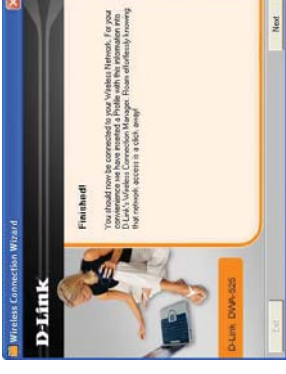 Wireless Connection Wizard
D-Link
Finished!
You should now be connected to your Wireless Network. For your
convenience we have inserted a Profile with this information into
D-Link's Wireless Connection Manager. Roam effortlessly knowing
that network access is a click away!
D-Link DWA-525
Exit
Next